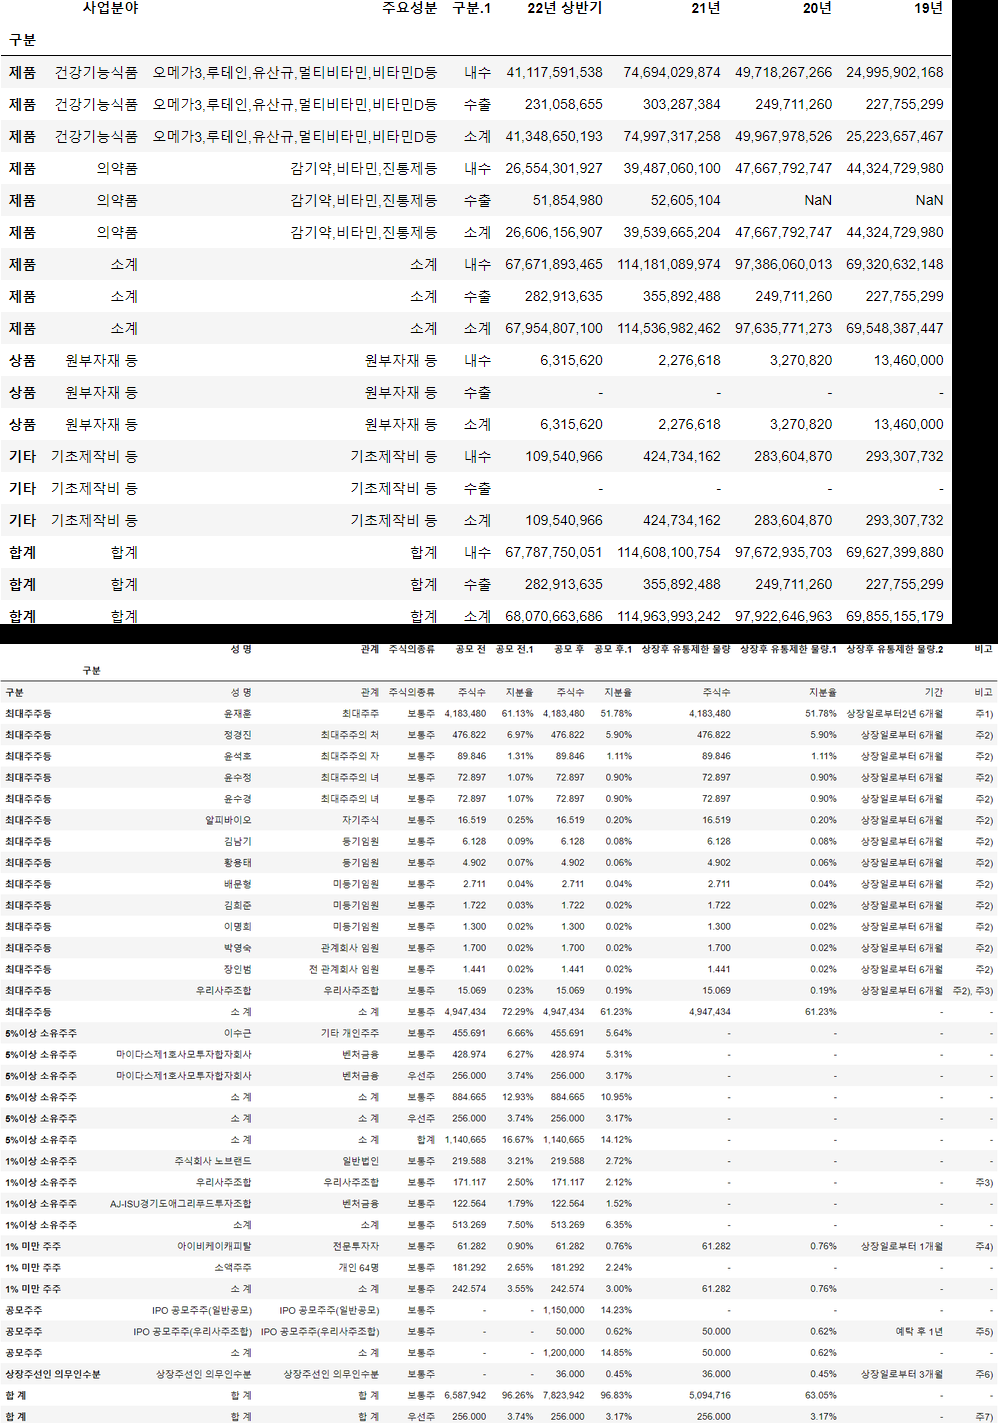 사업분야 주요성분 구분.1 22년 상반기 21년 20년 19년
구분
제품 건강기능식품 오메가3,루테인,유산규,멀티비타민,비타민D등 내수 41,117,591,538 74,694,029,874 49,718,267,266 24,995,902,168
제품 건강기능식품 오메가3,루테인,유산규,멀티비타민,비타민D등 수출 231,058,655 303,287,384 249,711,260 227,755,299
제품 건강기능식품 오메가3,루테인,유산규,멀티비타민,비타민D등 소계 41,348,650,193 74,997,317,258 49,967,978,526 25,223,657,467
제품 의약품 감기약,비타민,진통제등 내수 26,554,301,927 39,487,060,100 47,667,792,747 44,324,729,980
제품 의약품 감기약,비타민,진통제등 수출 51,854,980 52,605,104 NaN NaN
제품 의약품 감기약,비타민,진통제등 소계 26,606,156,907 39,539,665,204 47,667,792,747 44,324,729,980
제품 소계 소계 내수 67,671,893,465 114,181,089,974 97,386,060,013 69,320,632,148
제품 소계 소계 수출 282,913,635 355,892,488 249,711,260 227,755,299
제품 소계 소계 소계 67,954,807,100 114,536,982,462 97,635,771,273 69,548,387,447
상품 원부자재 등 원부자재 등 내수 6,315,620 2,276,618 3,270,820 13,460,000
상품 원부자재 등 원부자재 등 수출 - - - -
상품 원부자재 등 원부자재 등 소계 6,315,620 2,276,618 3,270,820 13,460,000
기타 기초제작비 등 기초제작비 등 내수 109,540,966 424,734,162 283,604,870 293,307,732
기타 기초제작비 등 기초제작비 등 수출 - - - -
기타 기초제작비 등 기초제작비 등 소계 109,540,966 424,734,162 283,604,870 293,307,732
합계 합계 합계 내수 67,787,750,051 114,608,100,754 97,672,935,703 69,627,399,880
합계 합계 합계 수출 282,913,635 355,892,488 249,711,260 227,755,299
합계 합계 합계 소계 68,070,663,686 114,963,993,242 97,922,646,963 69,855,155,179
성 명 관계 주식의종류 공모 전 공모 전.1 공모 후 공모 후.1 상장후 유통제한 물량 상장후 유통제한 물량.1 상장후 유통제한 물량.2 비고
구분
구분 성 명 관계 주식의종류 주식수 지분율 주식수 지분율 주식수 지분율 기간 비고
최대주주등 윤재훈 최대주주 보통주 4,183,480 61.13% 4,183,480 51.78% 4,183,480 51.78% 상장일로부터2년 6개월 주1)
최대주주등 정경진 최대주주의 처 보통주 476.822 6.97% 476.822 5.90% 476.822 5.90% 상장일로부터 6개월 주2)
최대주주등 윤석호 최대주주의 자 보통주 89.846 1.31% 89.846 1.11% 89.846 1.11% 상장일로부터 6개월 주2)
최대주주등 윤수정 최대주주의 녀 보통주 72.897 1.07% 72.897 0.90% 72.897 0.90% 상장일로부터 6개월 주2)
최대주주등 윤수경 최대주주의 녀 보통주 72.897 1.07% 72.897 0.90% 72.897 0.90% 상장일로부터 6개월 주2)
최대주주등 알피바이오 자기주식 보통주 16.519 0.25% 16.519 0.20% 16.519 0.20% 상장일로부터 6개월 주2)
최대주주등 김남기 등기임원 보통주 6.128 0.09% 6.128 0.08% 6.128 0.08% 상장일로부터 6개월 주2)
최대주주등 황용태 등기임원 보통주 4.902 0.07% 4.902 0.06% 4.902 0.06% 상장일로부터 6개월 주2)
최대주주등 배문형 미등기임원 보통주 2.711 0.04% 2.711 0.04% 2.711 0.04% 상장일로부터 6개월 주2)
최대주주등 김희준 미등기임원 보통주 1.722 0.03% 1.722 0.02% 1.722 0.02% 상장일로부터 6개월 주2)
최대주주등 이명희 미등기임원 보통주 1.300 0.02% 1.300 0.02% 1.300 0.02% 상장일로부터 6개월 주2)
최대주주등 박영숙 관계회사 임원 보통주 1.700 0.02% 1.700 0.02% 1.700 0.02% 상장일로부터 6개월 주2)
최대주주등 장인범 전 관계회사 임원 보통주 1.441 0.02% 1.441 0.02% 1.441 0.02% 상장일로부터 6개월 주2)
최대주주등 우리사주조합 우리사주조합 보통주 15.069 0.23% 15.069 0.19% 15.069 0.19% 상장일로부터 6개월 주2), 주3)
최대주주등 소 계 소 계 보통주 4,947,434 72.29% 4,947,434 61.23% 4,947,434 61.23% - -
5%이상 소유주주 이수근 기타 개인주주 보통주 455.691 6.66% 455.691 5.64% - - - -
5%이상 소유주주 마이다스제1호사모투자합자회사 벤처금융 보통주 428.974 6.27% 428.974 5.31% - - - -
5%이상 소유주주 마이다스제1호사모투자합자회사 벤처금융 우선주 256.000 3.74% 256.000 3.17% - - - -
5%이상 소유주주 소 계 소 계 보통주 884.665 12.93% 884.665 10.95% - - - -
5%이상 소유주주 소 계 소 계 우선주 256.000 3.74% 256.000 3.17% - - - -
5%이상 소유주주 소 계 소 계 합계 1,140,665 16.67% 1,140,665 14.12% - - - -
1%이상 소유주주 주식회사 노브랜드 일반법인 보통주 219.588 3.21% 219.588 2.72% - - - -
1%이상 소유주주 우리사주조합 우리사주조합 보통주 171.117 2.50% 171.117 2.12% - - - 주3)
1%이상 소유주주 AJ-ISU경기도애그리푸드투자조합 벤처금융 보통주 122.564 1.79% 122.564 1.52% - - - -
1%이상 소유주주 소계 소계 보통주 513.269 7.50% 513.269 6.35% - - - -
1% 미만 주주 아이비케이캐피탈 전문투자자 보통주 61.282 0.90% 61.282 0.76% 61.282 0.76% 상장일로부터 1개월 주4)
1% 미만 주주 소액주주 개인 64명 보통주 181.292 2.65% 181.292 2.24% - - - -
1% 미만 주주 소 계 소 계 보통주 242.574 3.55% 242.574 3.00% 61.282 0.76% - -
공모주주 IPO 공모주주(일반공모) IPO 공모주주(일반공모) 보통주 - - 1,150,000 14.23% - - - -
공모주주 IPO 공모주주(우리사주조합) IPO 공모주주(우리사주조합) 보통주 - - 50.000 0.62% 50.000 0.62% 예탁 후 1년 주5)
공모주주 소 계 소 계 보통주 - - 1,200,000 14.85% 50.000 0.62% - -
상장주선인 의무인수분 상장주선인 의무인수분 상장주선인 의무인수분 보통주 - - 36.000 0.45% 36.000 0.45% 상장일로부터 3개월 주6)
합 계 합 계 합 계 보통주 6,587,942 96.26% 7,823,942 96.83% 5,094,716 63.05% - -
합 계 합 계 합 계 우선주 256.000 3.74% 256.000 3.17% 256.000 3.17% - 주7)